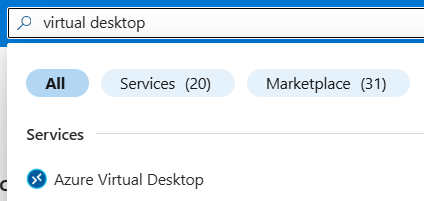 virtual desktop
All Services (20) Marketplace (31)
Services
Azure Virtual Desktop